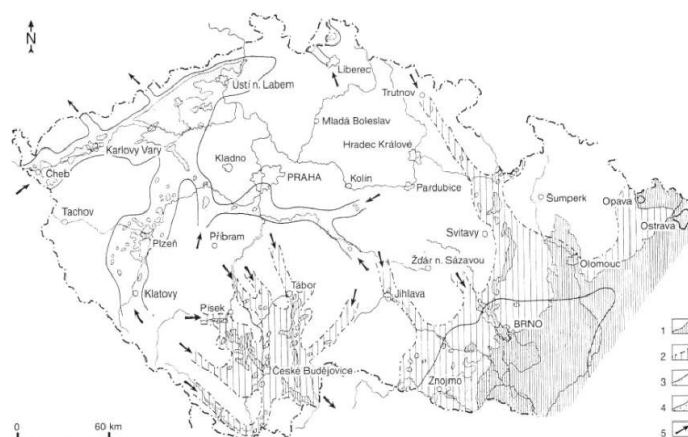 N
Liberec
Ústí n. Labem
Trutnov
Mladá Boleslav
Karlovy Vary
Hradec Králové
Cheb
Kladno
PRAHA
Kolín
Pardubice
Šumperk
Opava
Ostrava
Tachov
Plzeň
Příbram
Svitavy
Olomouc
Žďár n. Sázavou
Klatovy
Tábor
Jihlava
Písek
BRNO
České Budějovice
Znojmo
1
2
3
4
5
0 60 km